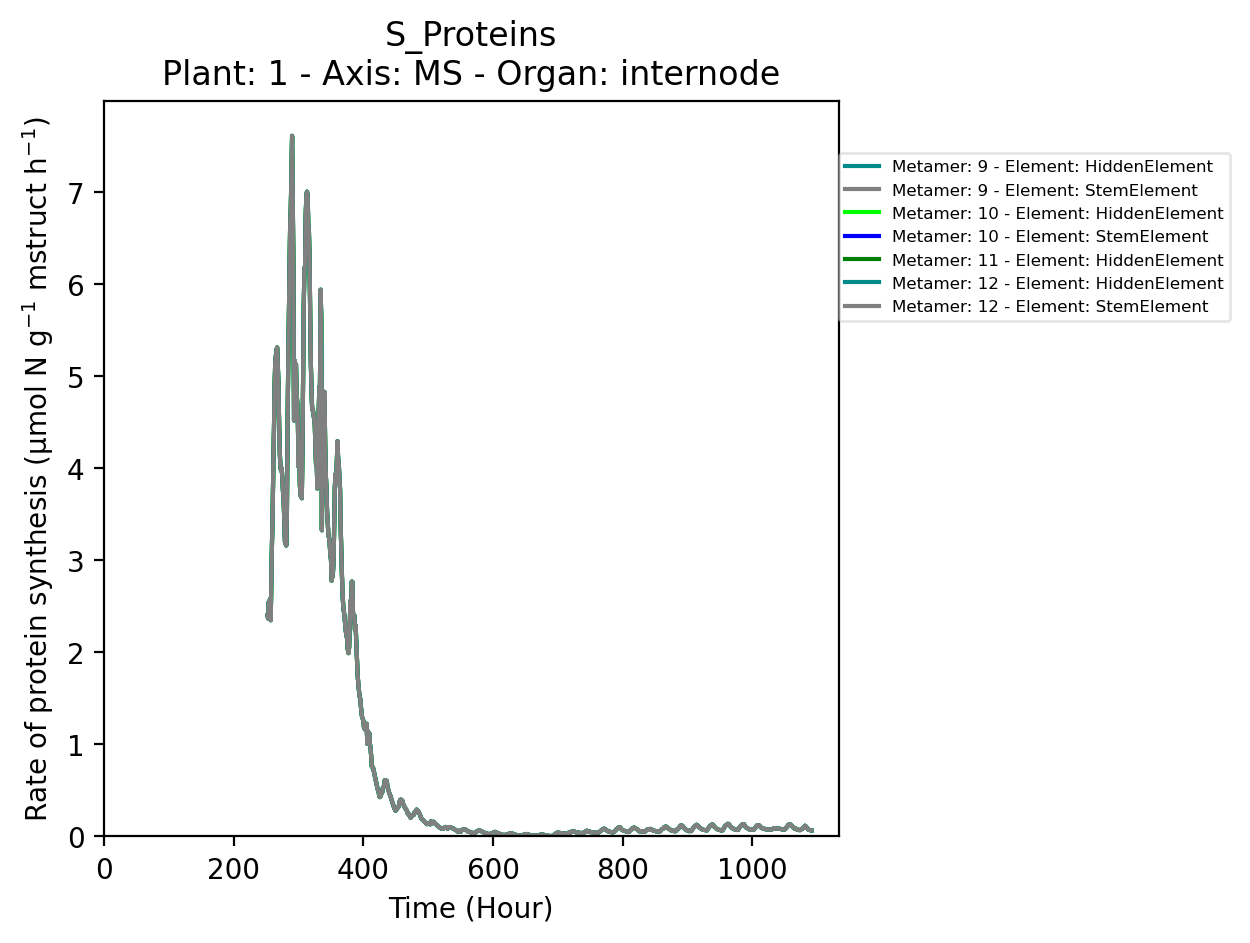 S_Proteins
Plant: 1 - Axis: MS - Organ: internode
Rate of protein synthesis (µmol N g⁻¹ mstruct h⁻¹)
7
6
5
4
3
2
1
0
0 200 400 600 800 1000
Time (Hour)
Metamer: 9 - Element: HiddenElement
Metamer: 9 - Element: StemElement
Metamer: 10 - Element: HiddenElement
Metamer: 10 - Element: StemElement
Metamer: 11 - Element: HiddenElement
Metamer: 12 - Element: HiddenElement
Metamer: 12 - Element: StemElement